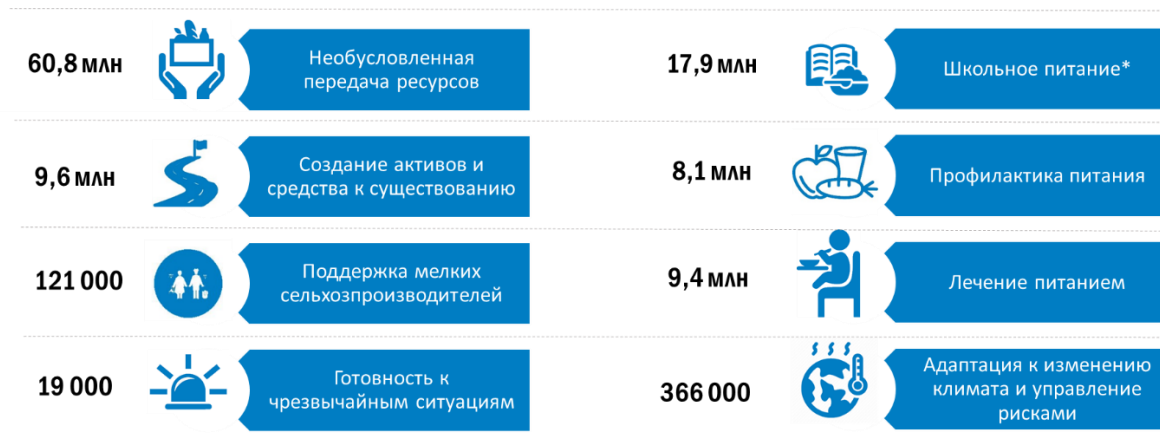 60,8 млн
Необусловленная
передача ресурсов
17,9 млн
Школьное питание*
9,6 млн
Создание активов и
средства к существованию
8,1 млн
Профилактика питания
121 000
Поддержка мелких
сельхозпроизводителей
9,4 млн
Лечение питанием
19 000
Готовность к
чрезвычайным ситуациям
366 000
Адаптация к изменению
климата и управление
рисками